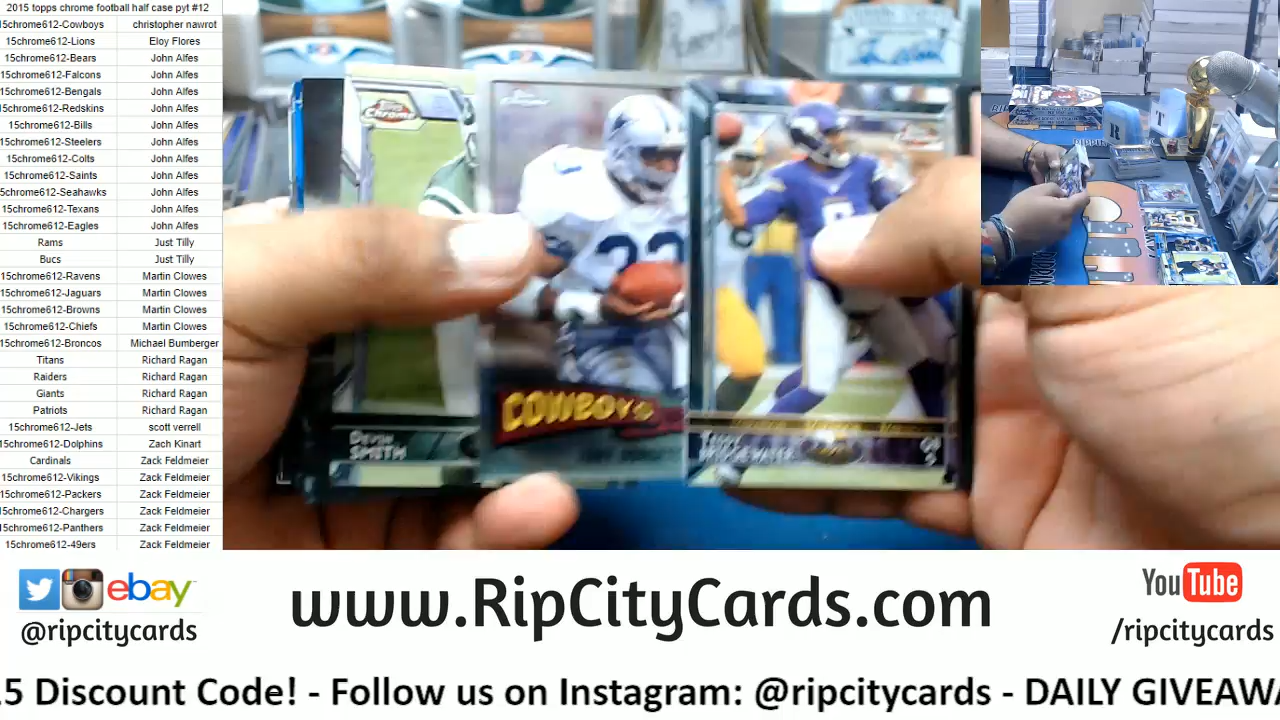 2015 topps chrome football half case pyt #12
15chrome612-Cowboys christopher nawrot
15chrome612-Lions Eloy Flores
15chrome612-Bears John Alfes
15chrome612-Falcons John Alfes
15chrome612-Bengals John Alfes
15chrome612-Redskins John Alfes
15chrome612-Bills John Alfes
15chrome612-Steelers John Alfes
15chrome612-Colts John Alfes
15chrome612-Saints John Alfes
15chrome612-Seahawks John Alfes
15chrome612-Texans John Alfes
15chrome612-Eagles John Alfes
Rams Just Tilly
Bucs Just Tilly
15chrome612-Ravens Martin Clowes
15chrome612-Jaguars Martin Clowes
15chrome612-Browns Martin Clowes
15chrome612-Chiefs Martin Clowes
15chrome612-Broncos Michael Bumberger
Titans Richard Ragan
Raiders Richard Ragan
Giants Richard Ragan
Patriots Richard Ragan
15chrome612-Jets scott verrell
15chrome612-Dolphins Zach Kinart
Cardinals Zack Feldmeier
15chrome612-Vikings Zack Feldmeier
15chrome612-Packers Zack Feldmeier
15chrome612-Chargers Zack Feldmeier
15chrome612-Panthers Zack Feldmeier
15chrome612-49ers Zack Feldmeier
Chrome
SMITH
COWBOYS
33
R T
ebay
@ripcitycards
www.RipCityCards.com
YouTube
/ripcitycards
5 Discount Code! - Follow us on Instagram: @ripcitycards - DAILY GIVEAWA